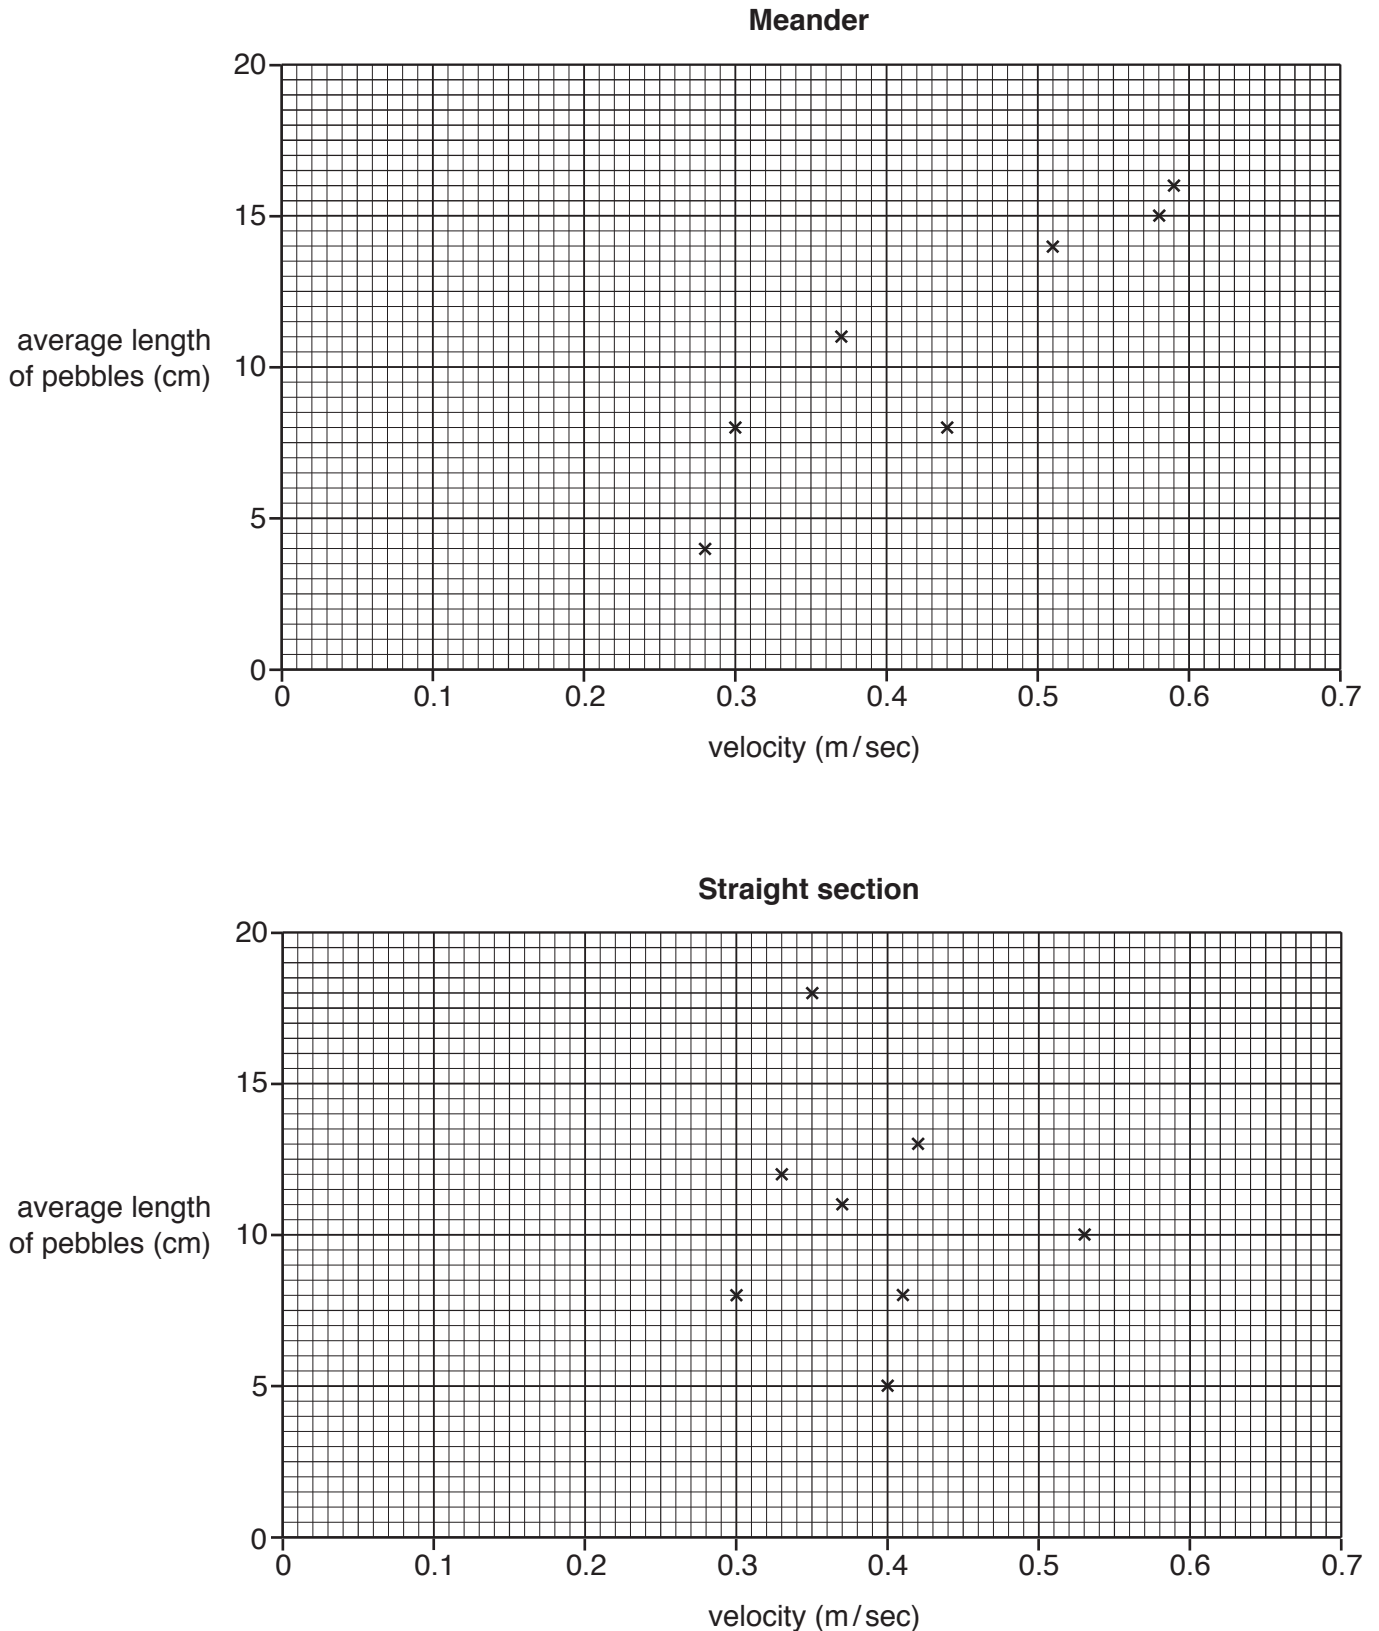 Meander
20
15
average length
of pebbles (cm)
10
5
0
0 0.1 0.2 0.3 0.4 0.5 0.6 0.7
velocity (m / sec)
Straight section
20
15
average length
of pebbles (cm)
10
5
0
0 0.1 0.2 0.3 0.4 0.5 0.6 0.7
velocity (m / sec)